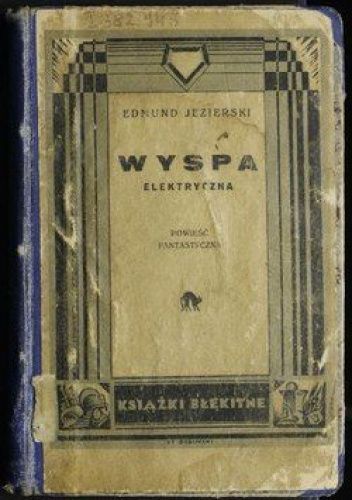 EDMUND JEZIERSKI
WYSPA
ELEKTRYCZNA
POWIEŚĆ
FANTASTYCZNA
KSIĄŻKI BŁĘKITNE